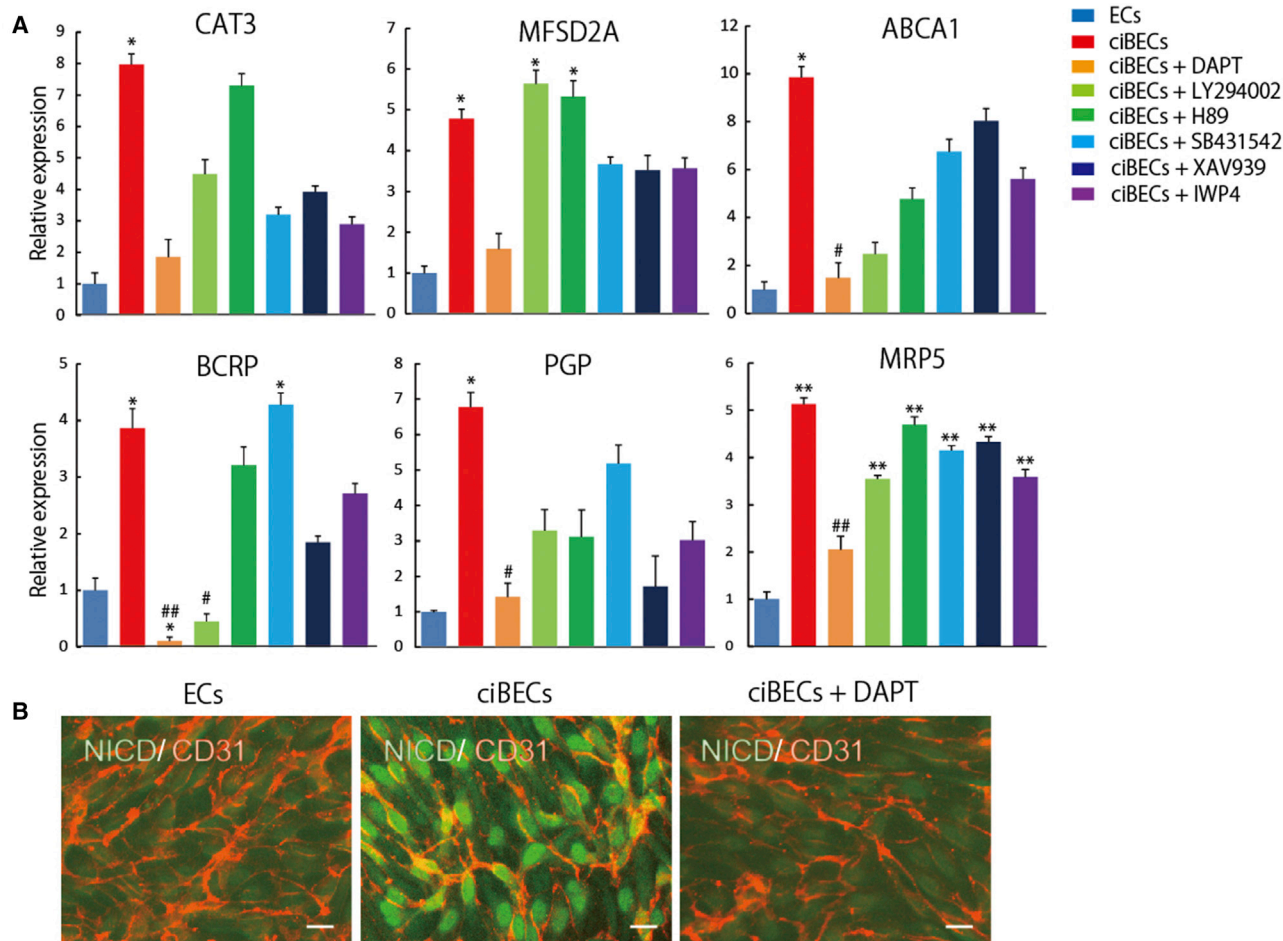 A
CAT3
MFSD2A
ABCA1
ECs
ciBECs
ciBECs + DAPT
ciBECs + LY294002
ciBECs + H89
ciBECs + SB431542
ciBECs + XAV939
ciBECs + IWP4
Relative expression
9
8
7
6
5
4
3
2
1
0
*
8
7
6
5
4
3
2
1
0
*
*
*
12
10
8
6
4
2
0
*
#
BCRP
PGP
MRP5
Relative expression
5
4
3
2
1
0
*
##
*
#
*
8
7
6
5
4
3
2
1
0
*
#
6
5
4
3
2
1
0
**
##
**
**
**
**
**
B
ECs
ciBECs
ciBECs + DAPT
NICD/ CD31
NICD/ CD31
NICD/ CD31